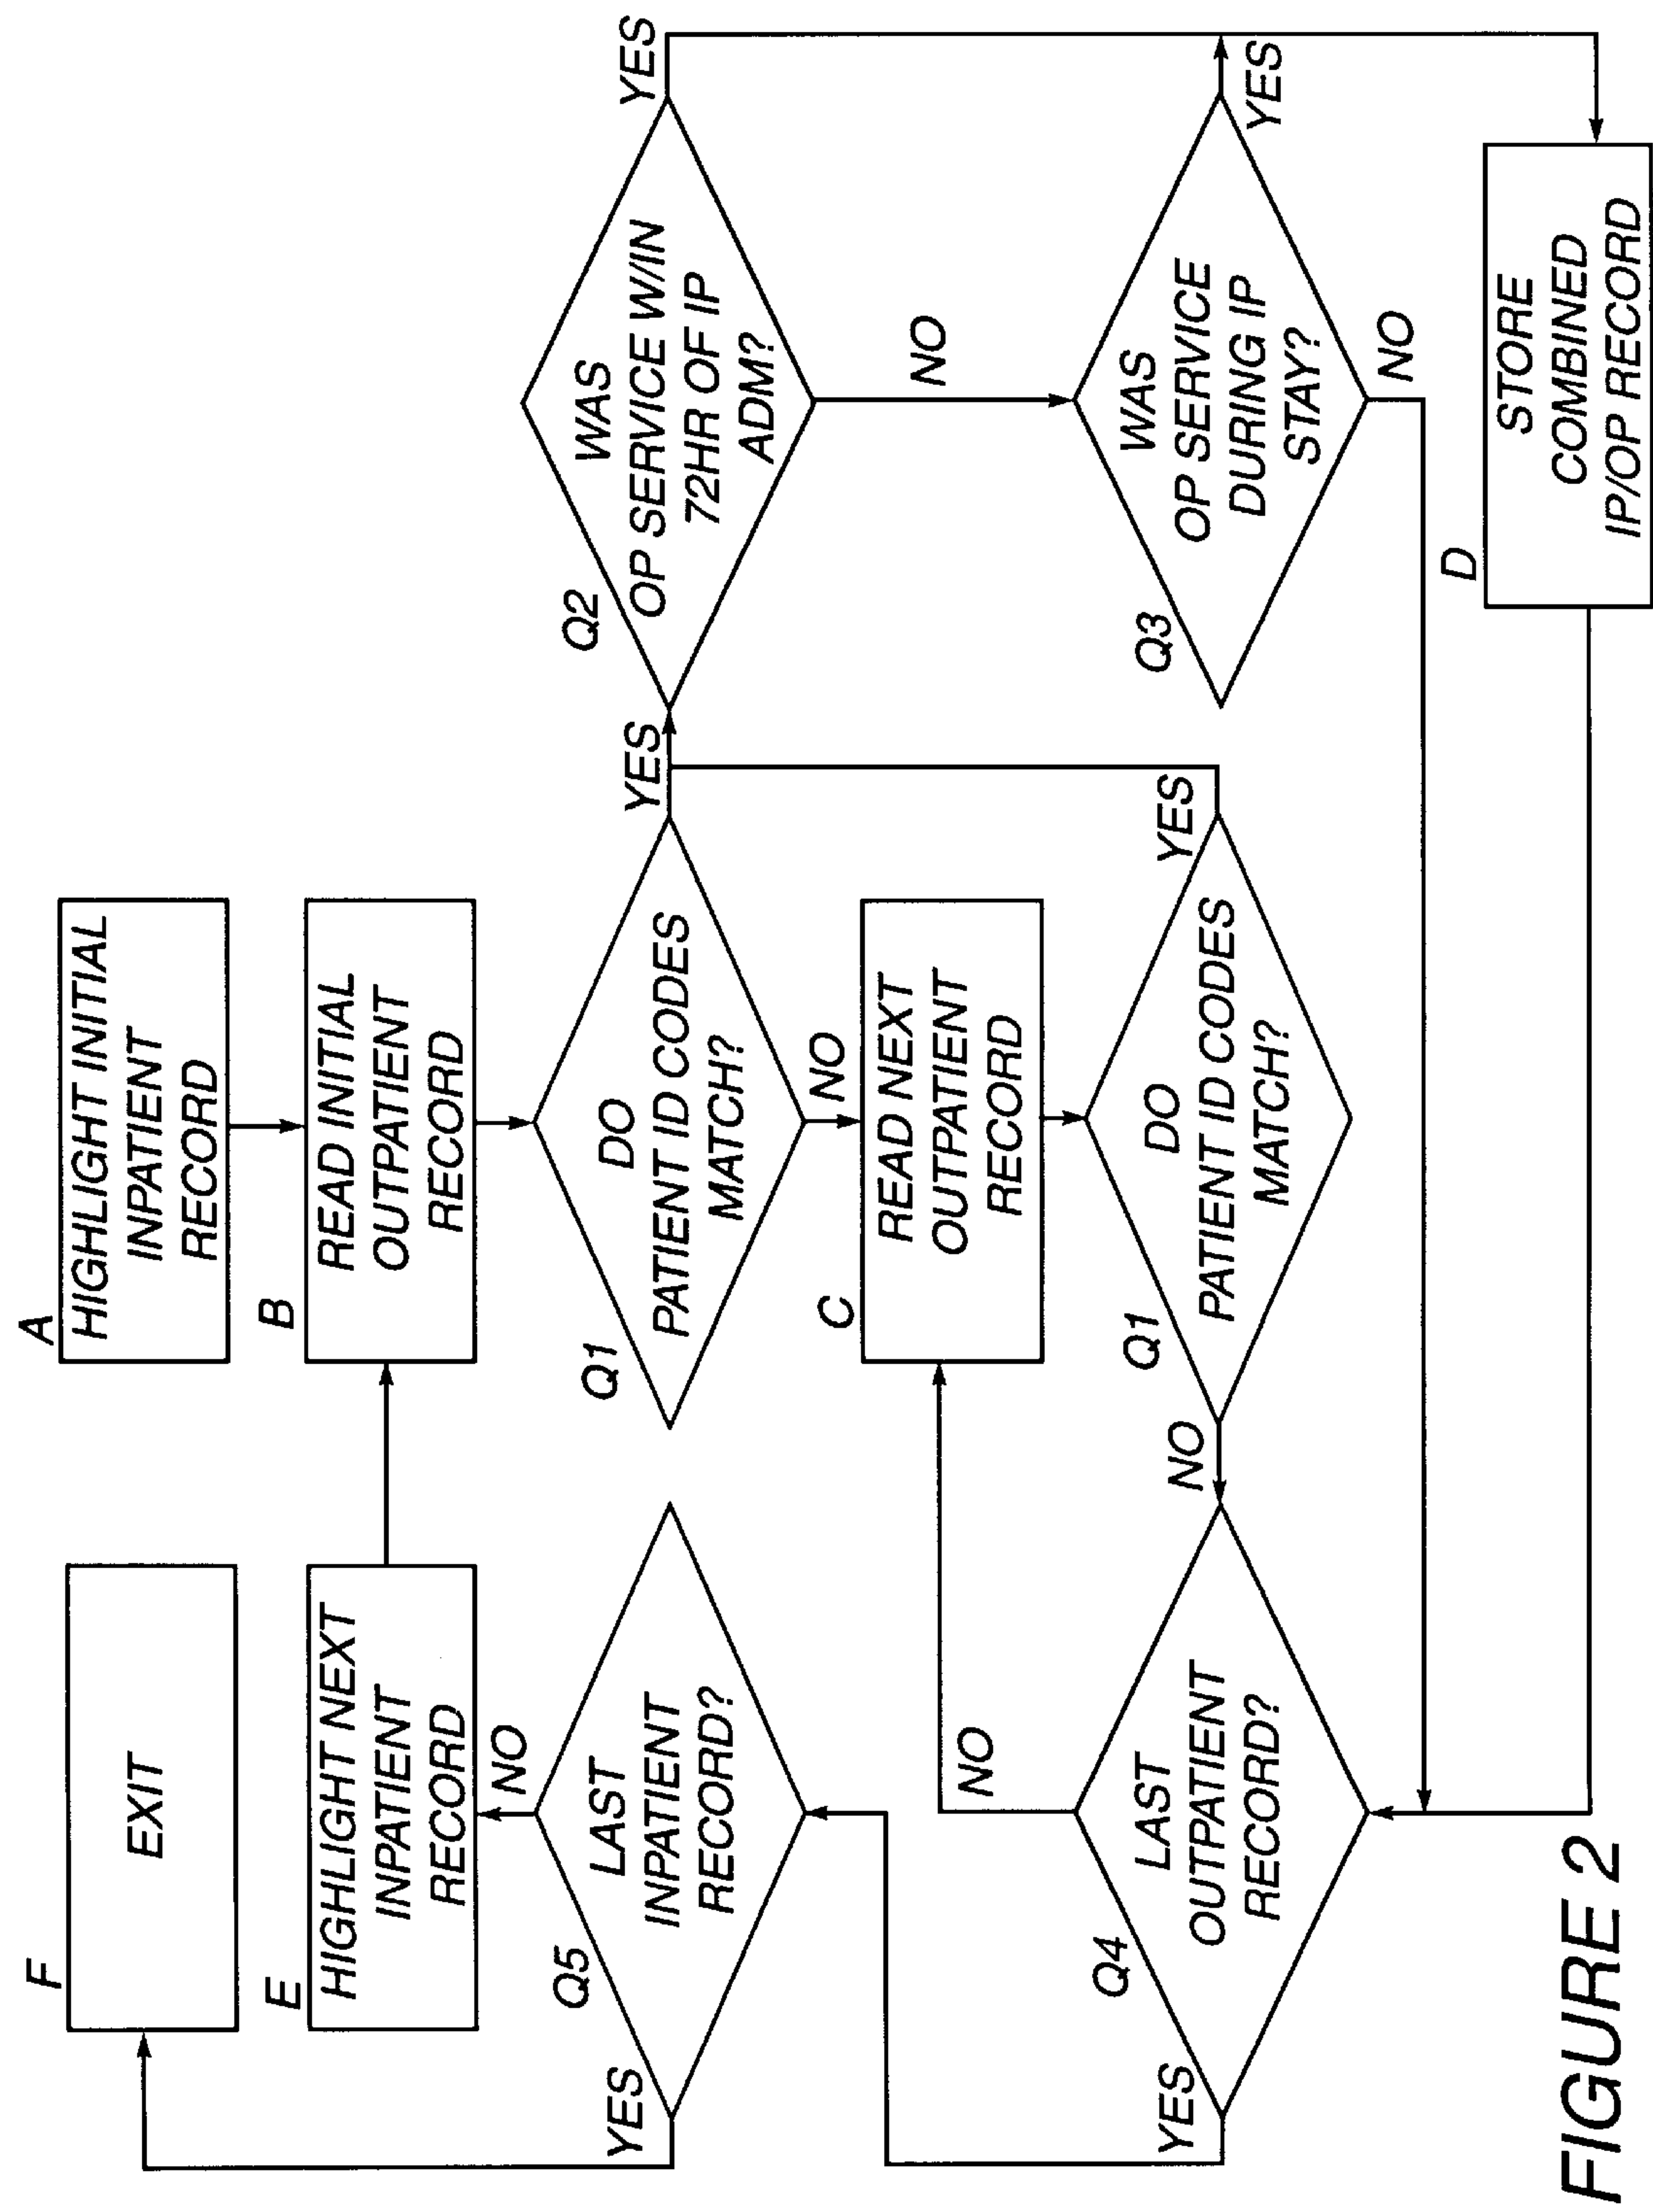 F
EXIT
A
HIGHLIGHT INITIAL
INPATIENT
RECORD
E
HIGHLIGHT NEXT
INPATIENT
RECORD
B
READ INITIAL
OUTPATIENT
RECORD
NO
Q5
LAST
INPATIENT
RECORD?
YES
Q1
DO
PATIENT ID CODES
MATCH?
YES
NO
Q2
WAS
OP SERVICE W/IN
72HR OF IP
ADM?
YES
NO
C
READ NEXT
OUTPATIENT
RECORD
NO
Q4
LAST
OUTPATIENT
RECORD?
YES
NO
Q1
DO
PATIENT ID CODES
MATCH?
YES
Q3
WAS
OP SERVICE
DURING IP
STAY?
YES
NO
D
STORE
COMBINED
IP/OP RECORD
FIGURE 2